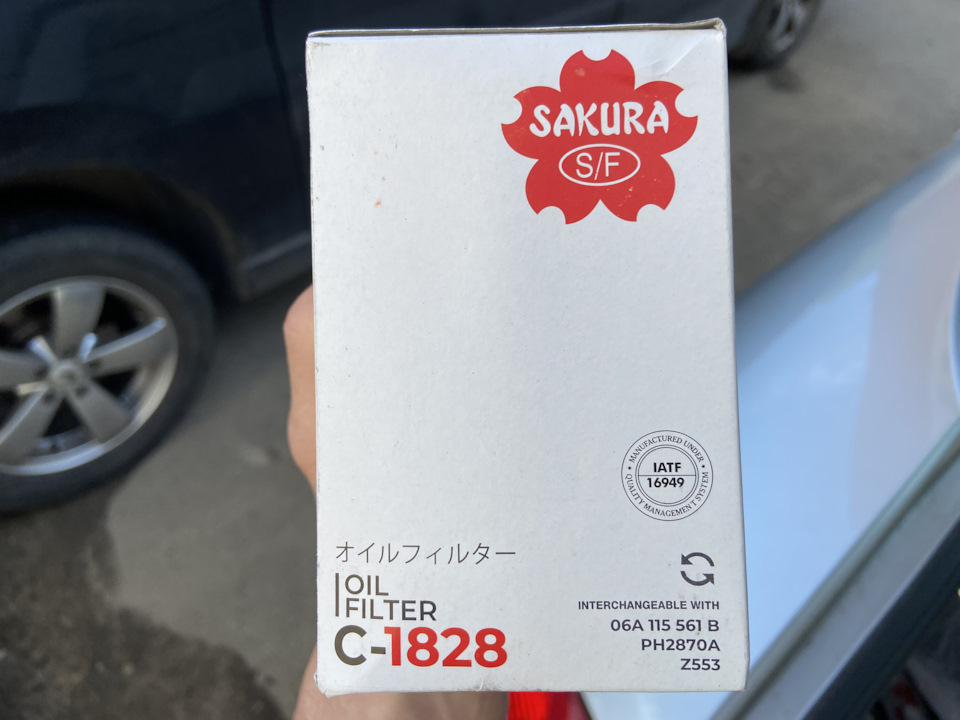 SAKURA
S/F
MANUFACTURED UNDER
IATF
16949
QUALITY MANAGEMENT SYSTEM
オイルフィルター
OIL
FILTER
C-1828
INTERCHANGEABLE WITH
06A 115 561 B
PH2870A
Z553